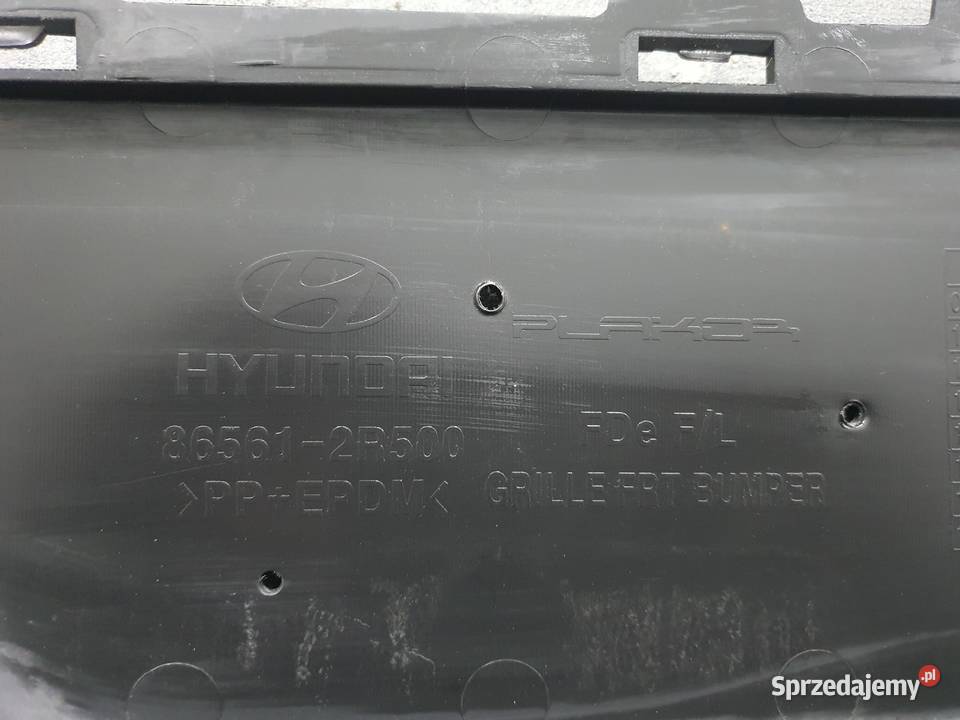 PLAKOR
HYUNDAI
86561-2R500
>PP+EPDM<
FDe F/L
GRILLE-FRT BUMPER
Sprzedajemy.pl